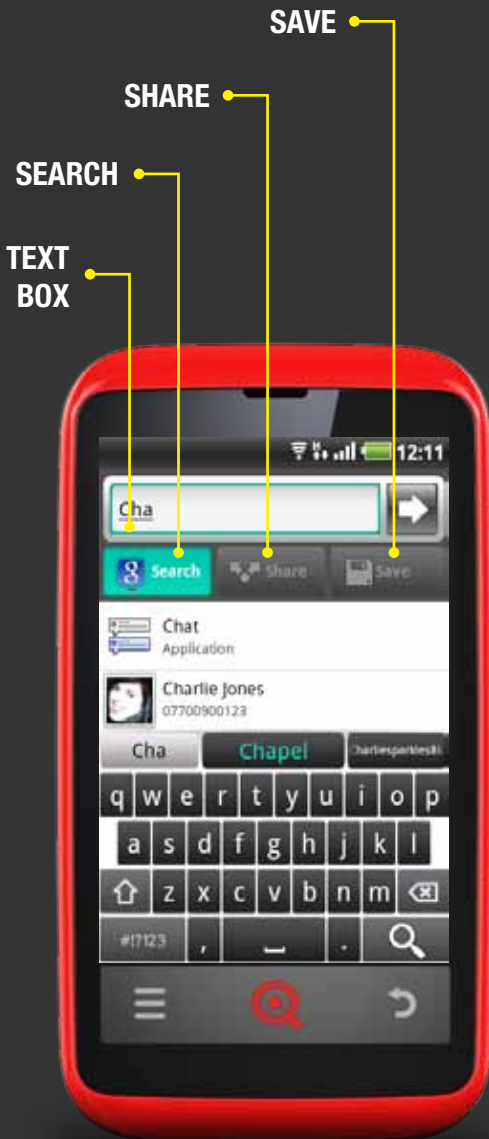 SAVE
SHARE
SEARCH
TEXT
BOX
12:11
Cha
Search Share Save
Chat
Application
Charlie Jones
07700900123
Cha Chapel
q w e r t y u i o p
a s d f g h j k l
z x c v b n m
#!?123 , .